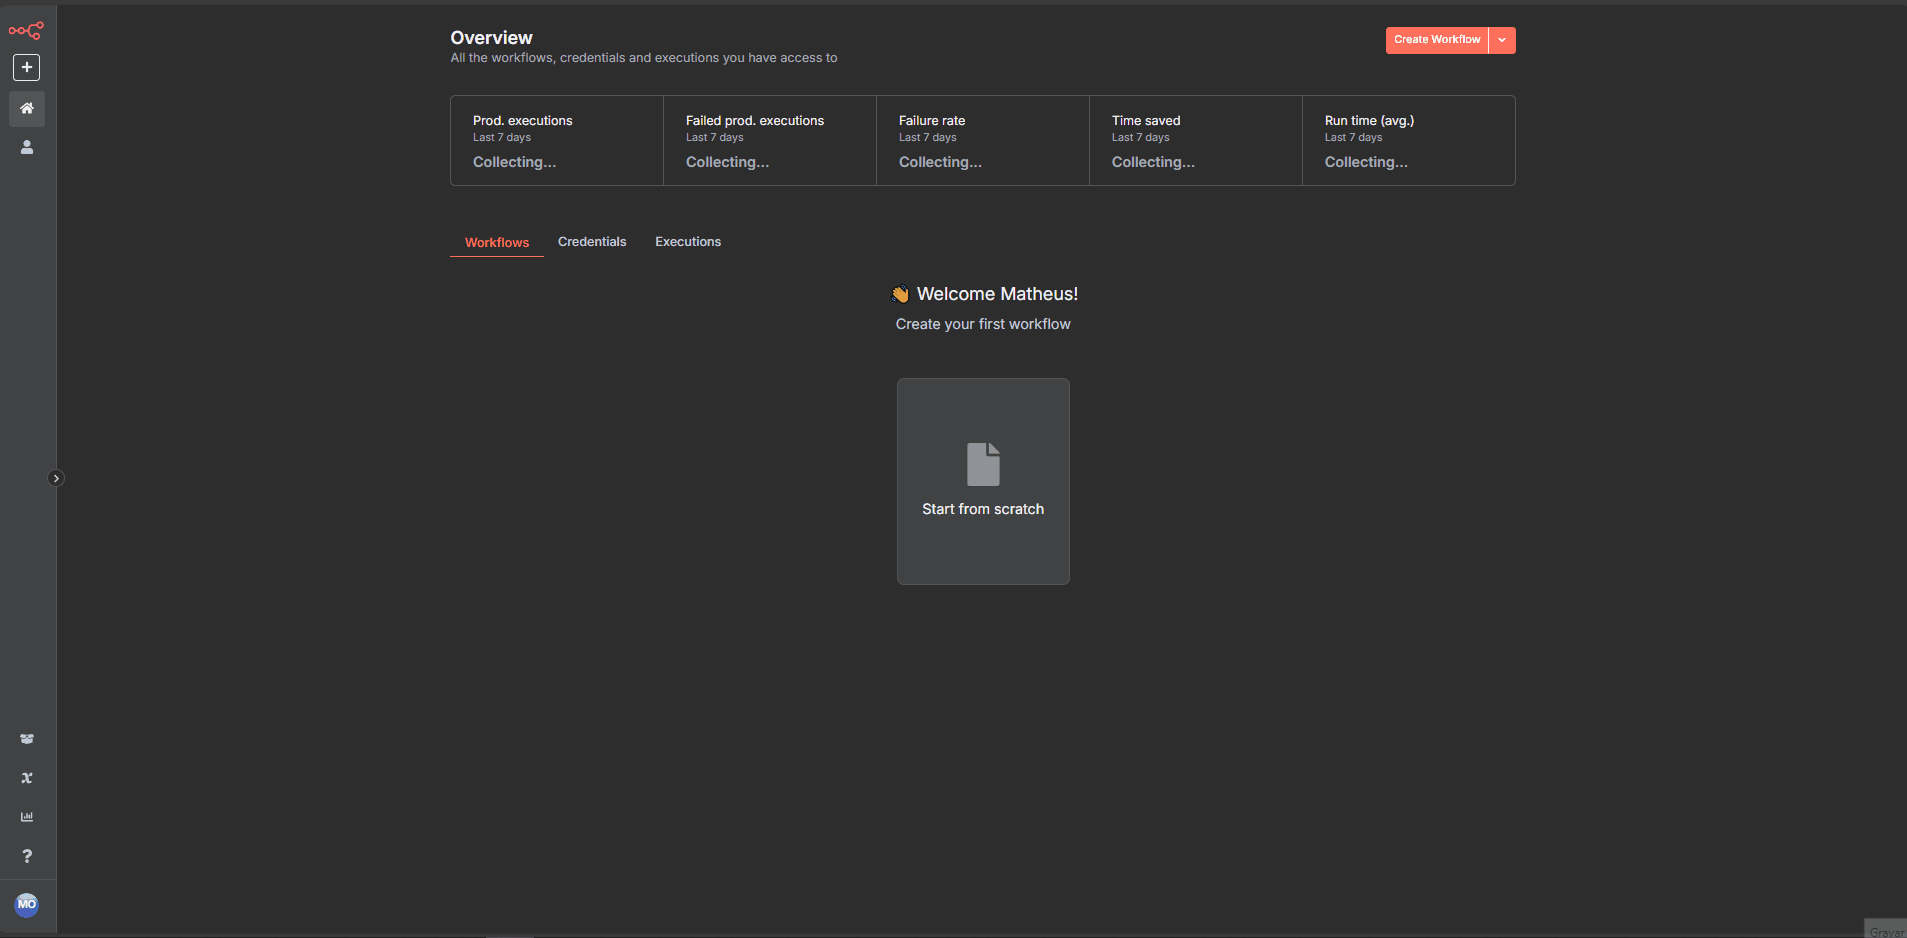 Overview
All the workflows, credentials and executions you have access to
Create Workflow
Prod. executions
Last 7 days
Collecting...
Failed prod. executions
Last 7 days
Collecting...
Failure rate
Last 7 days
Collecting...
Time saved
Last 7 days
Collecting...
Run time (avg.)
Last 7 days
Collecting...
Workflows
Credentials
Executions
👋 Welcome Matheus!
Create your first workflow
Start from scratch
MO
Gravar